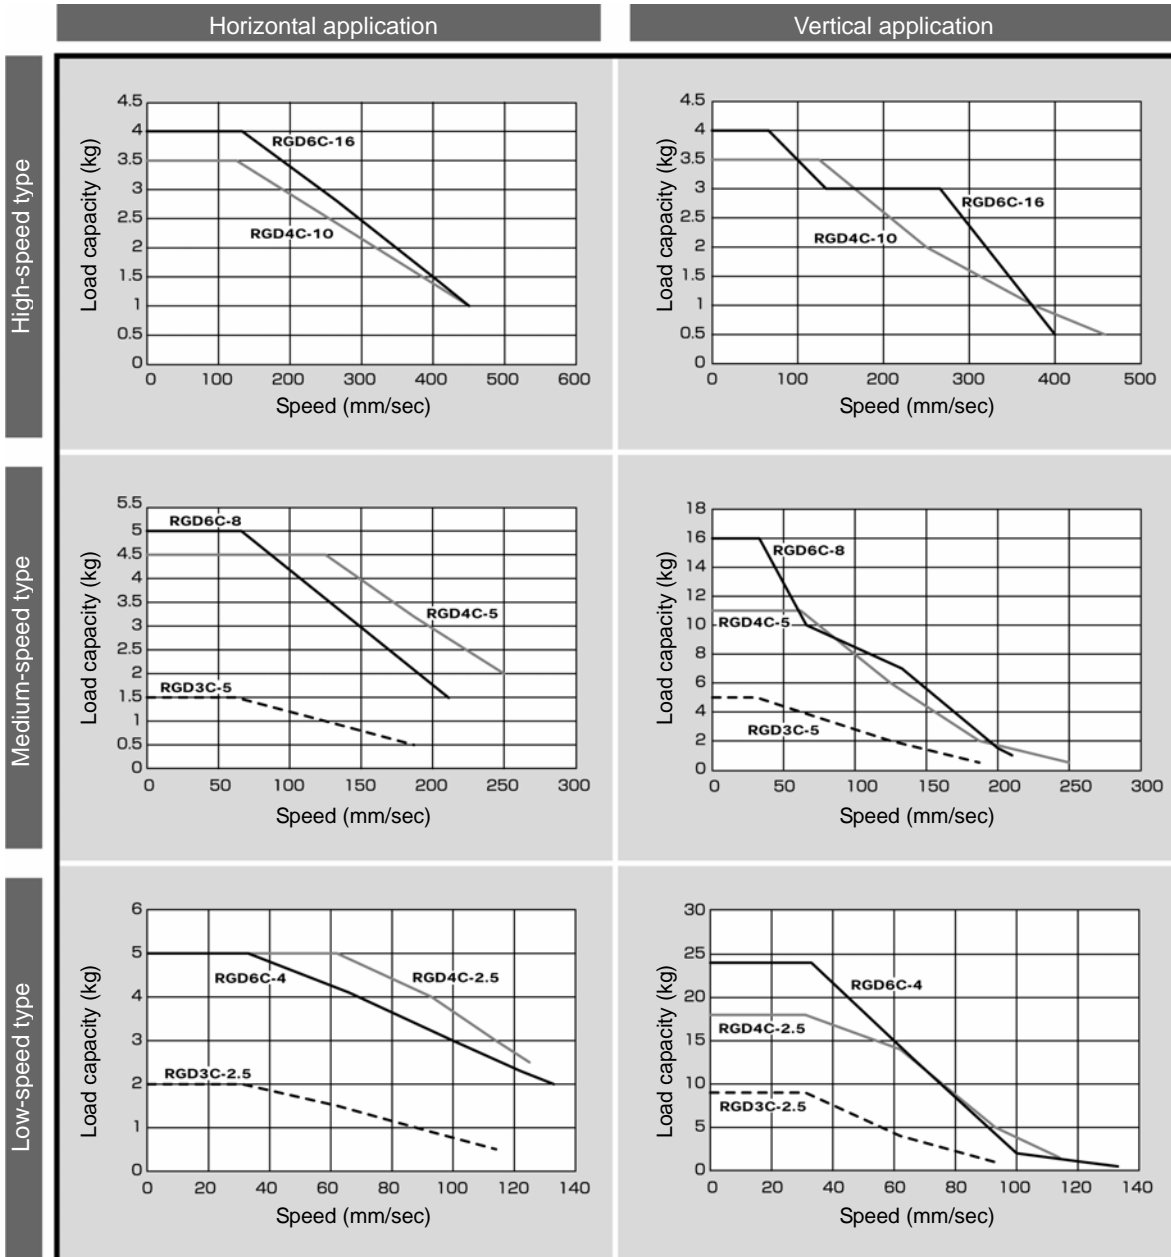 Horizontal application
Vertical application
High-speed type
Load capacity (kg)
4.5
4
3.5
3
2.5
2
1.5
1
0.5
0
RGD6C-16
RGD4C-10
0 100 200 300 400 500 600
Speed (mm/sec)
Load capacity (kg)
4.5
4
3.5
3
2.5
2
1.5
1
0.5
0
RGD6C-16
RGD4C-10
0 100 200 300 400 500
Speed (mm/sec)
Medium-speed type
Load capacity (kg)
5.5
5
4.5
4
3.5
3
2.5
2
1.5
1
0.5
0
RGD6C-8
RGD4C-5
RGD3C-5
0 50 100 150 200 250 300
Speed (mm/sec)
Load capacity (kg)
18
16
14
12
10
8
6
4
2
0
RGD6C-8
RGD4C-5
RGD3C-5
0 50 100 150 200 250 300
Speed (mm/sec)
Low-speed type
Load capacity (kg)
6
5
4
3
2
1
0
RGD6C-4
RGD4C-2.5
RGD3C-2.5
0 20 40 60 80 100 120 140
Speed (mm/sec)
Load capacity (kg)
30
25
20
15
10
5
0
RGD6C-4
RGD4C-2.5
RGD3C-2.5
0 20 40 60 80 100 120 140
Speed (mm/sec)